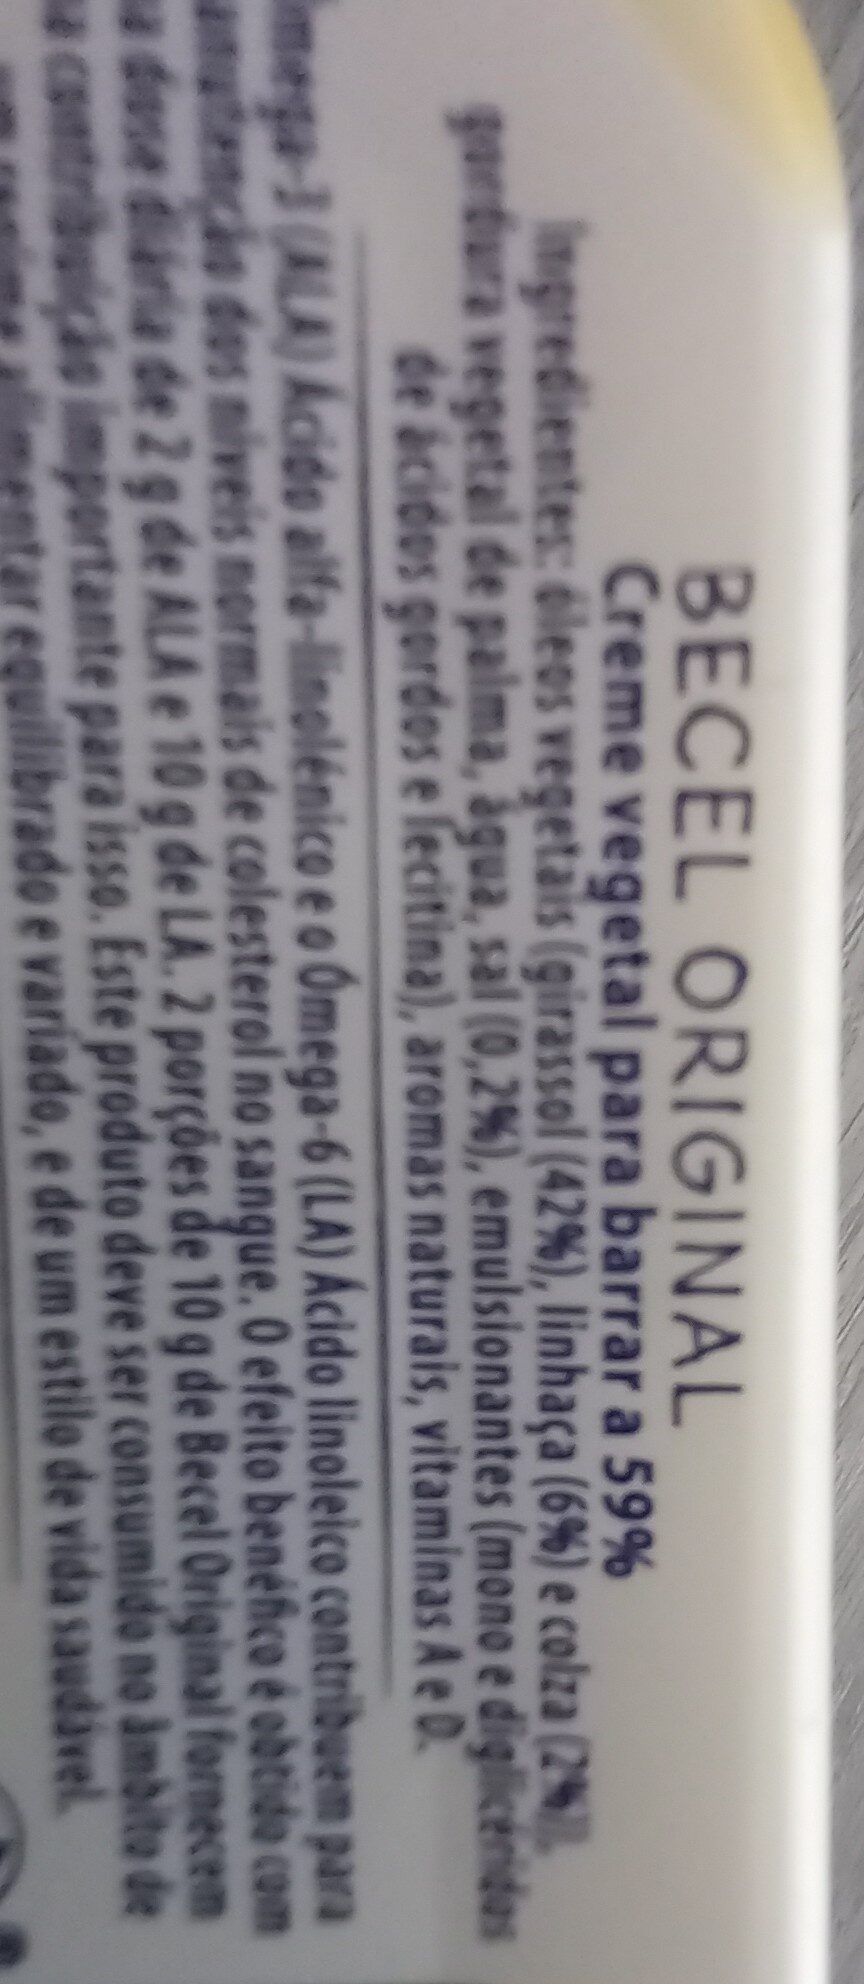 BECEL ORIGINAL
Creme vegetal para barrar a 59%
Ingredientes: óleos vegetais (girassol (42%), linhaça (6%) e colza (2%)),
gordura vegetal de palma, água, sal (0,2%), emulsionantes (mono e diglicéridos
de ácidos gordos e lecitina), aromas naturais, vitaminas A e D.
Ómega-3 (ALA) Ácido alfa-linolénico e o Ómega-6 (LA) Ácido linoleico contribuem para
manutenção dos níveis normais de colesterol no sangue. O efeito benéfico é obtido com
dose diária de 2 g de ALA e 10 g de LA. 2 porções de 10 g de Becel Original fornecem
contribuição importante para isso. Este produto deve ser consumido no âmbito de
regime alimentar equilibrado e variado, e de um estilo de vida saudável.